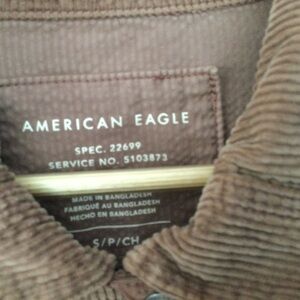 AMERICAN EAGLE
SPEC. 22699
SERVICE NO. 5103873
MADE IN BANGLADESH
FABRIQUÉ AU BANGLADESH
HECHO EN BANGLADESH
S/P/CH